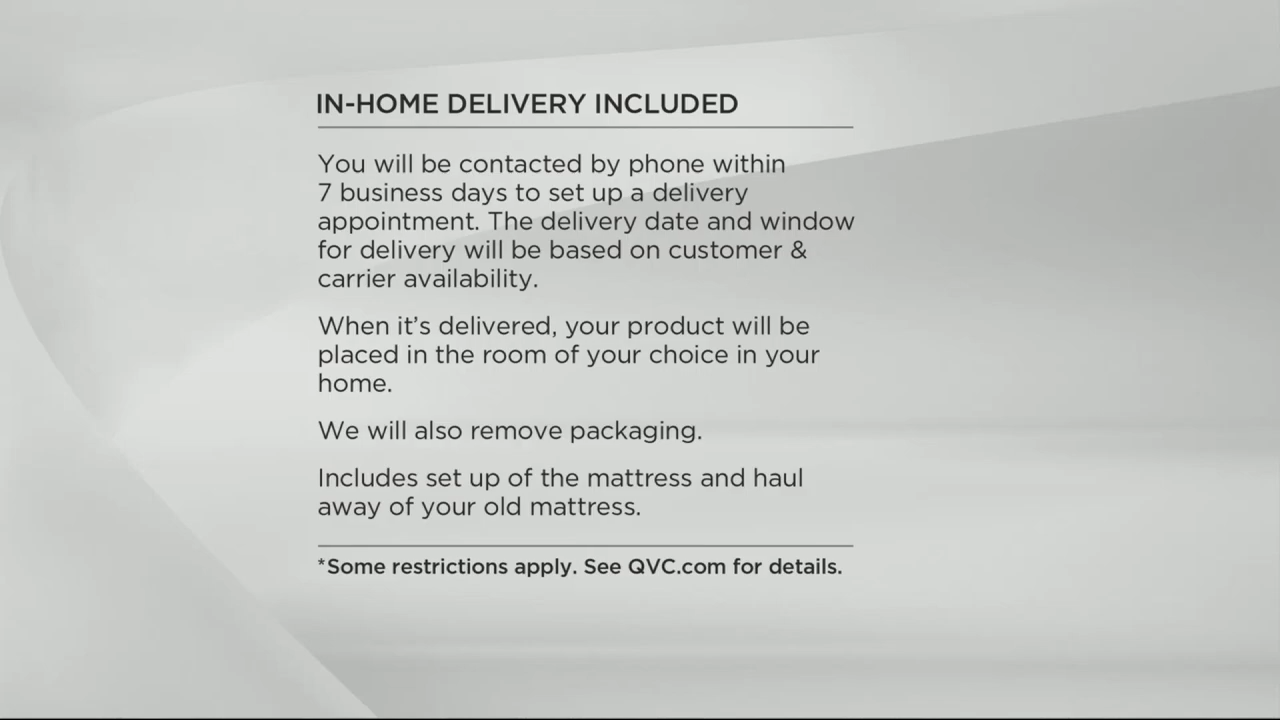 IN-HOME DELIVERY INCLUDED
You will be contacted by phone within
7 business days to set up a delivery
appointment. The delivery date and window
for delivery will be based on customer &
carrier availability.
When it’s delivered, your product will be
placed in the room of your choice in your
home.
We will also remove packaging.
Includes set up of the mattress and haul
away of your old mattress.
*Some restrictions apply. See QVC.com for details.